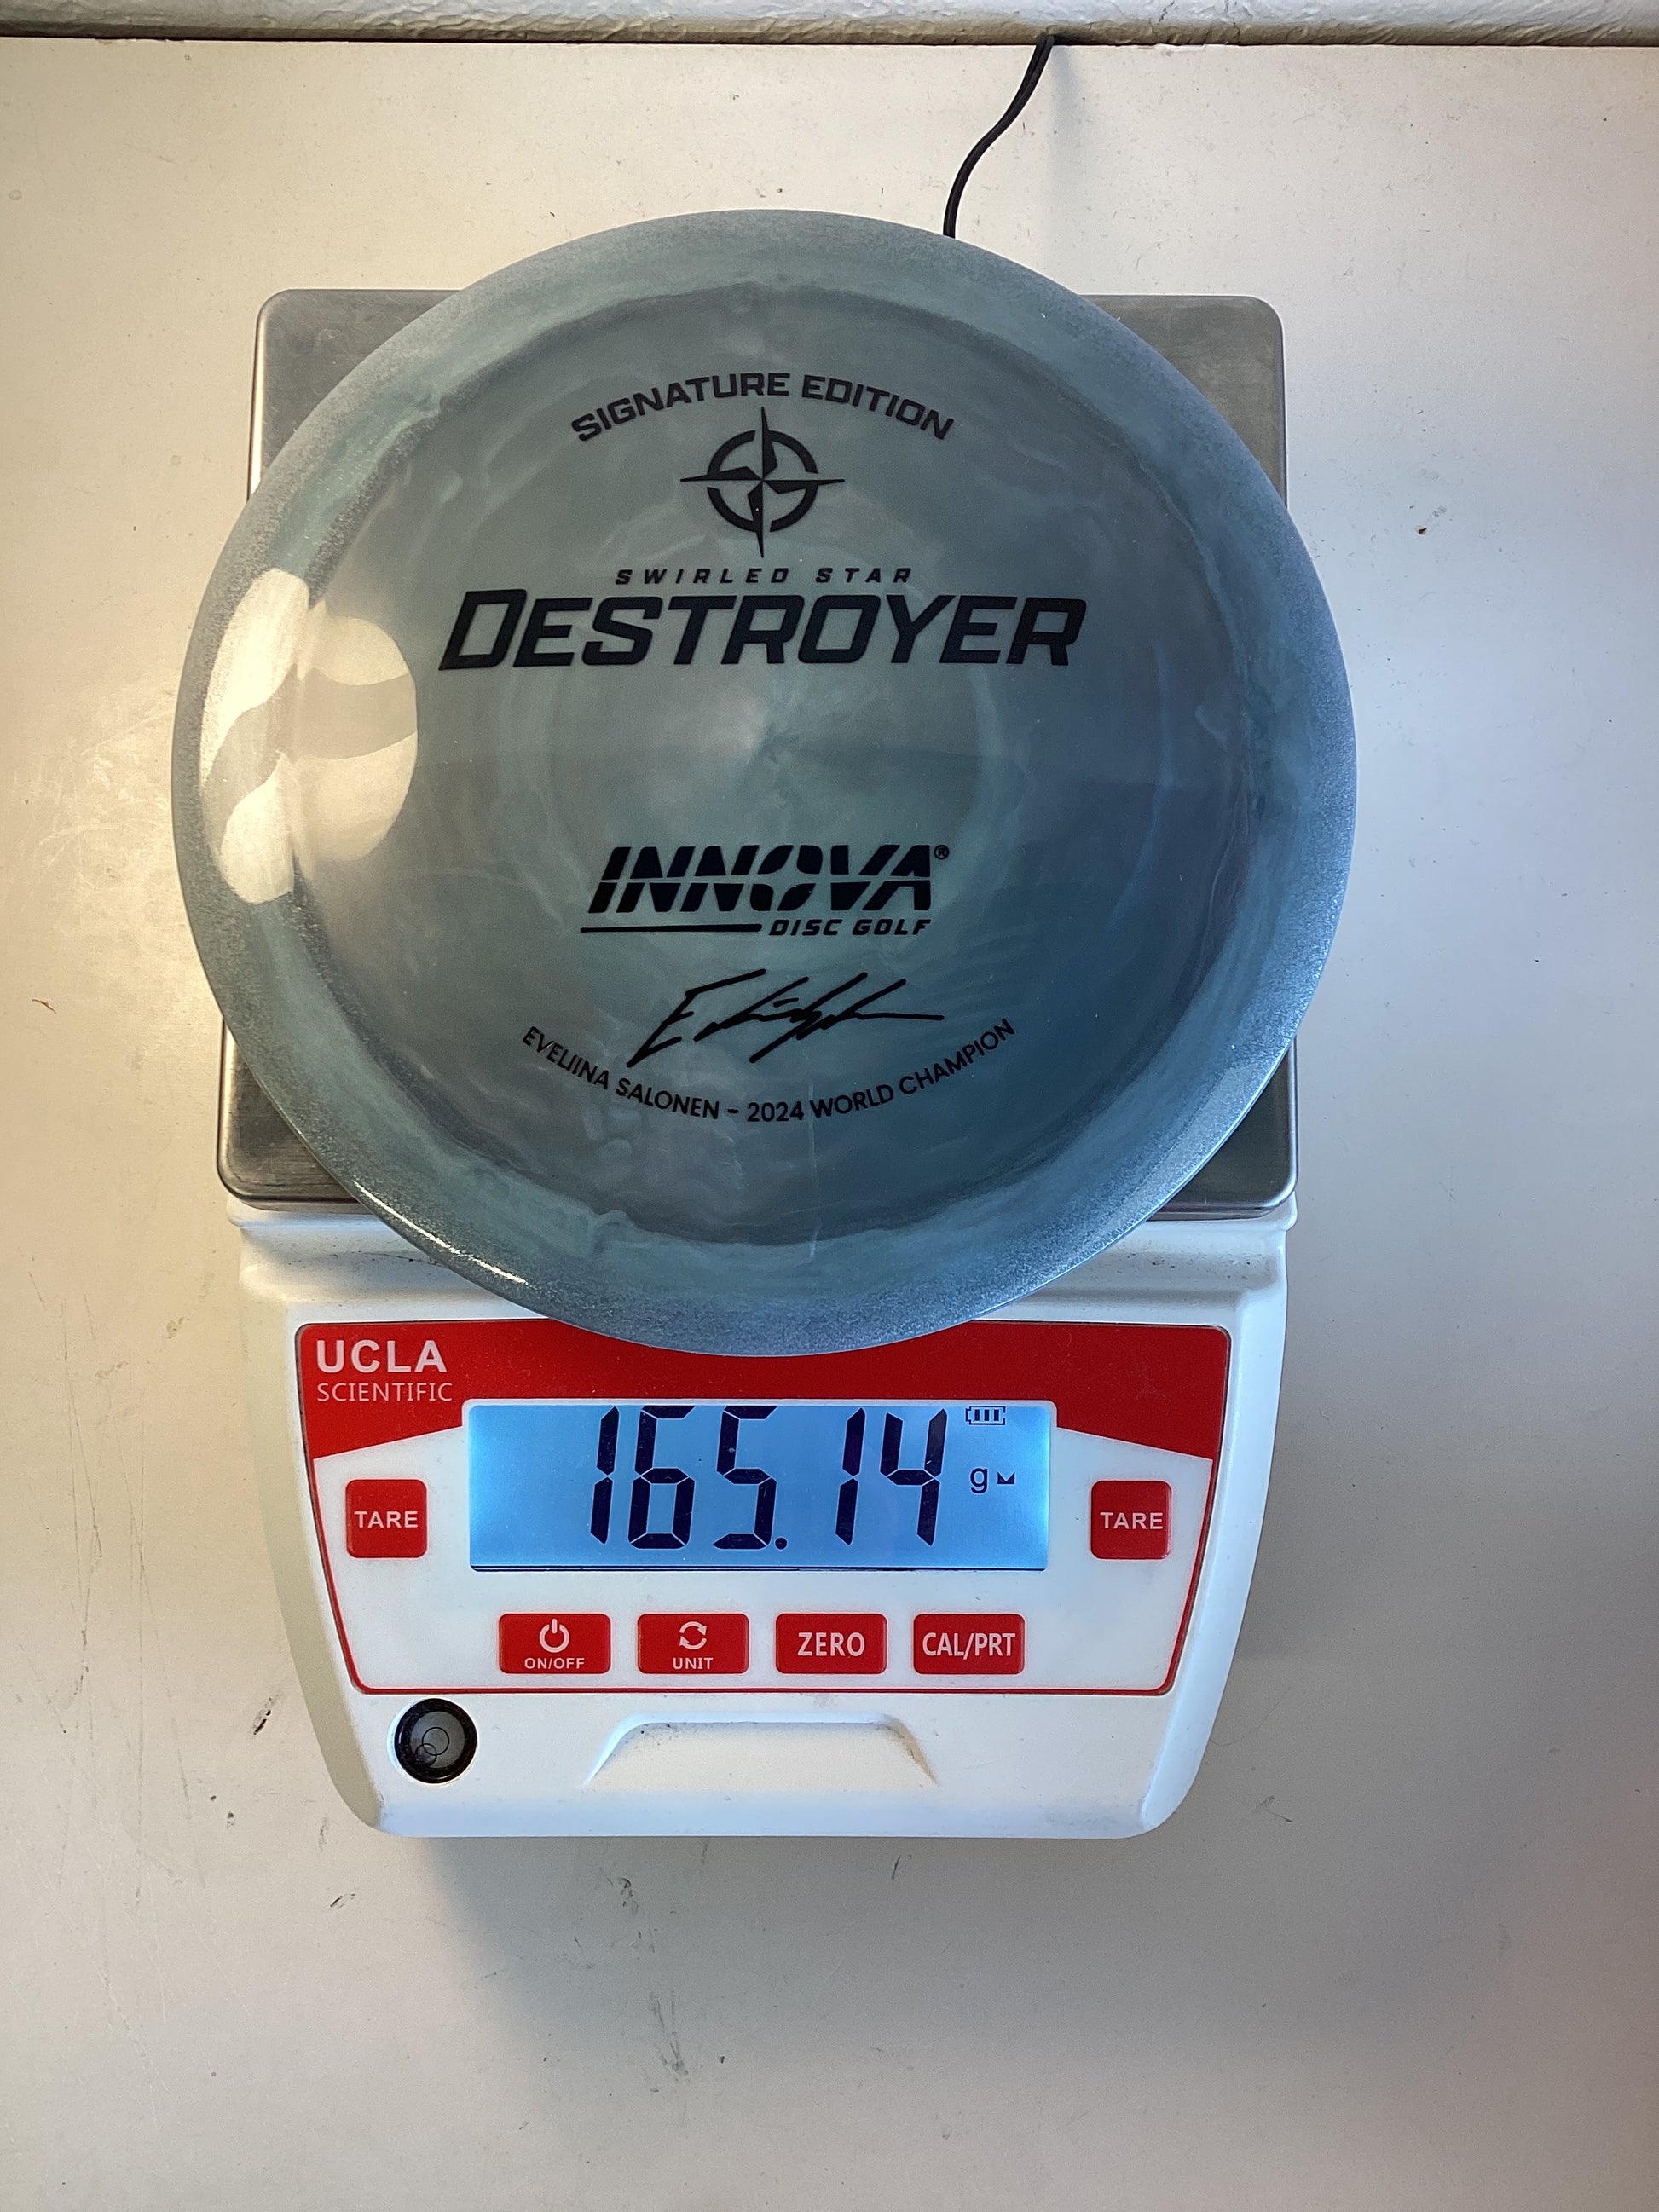 SIGNATURE EDITION
SWIRLED STAR
DESTROYER
INNOVA®
DISC GOLF
EVELIINA SALONEN - 2024 WORLD CHAMPION
UCLA
SCIENTIFIC
165.14 g
TARE
TARE
ON/OFF
UNIT
ZERO
CAL/PRT